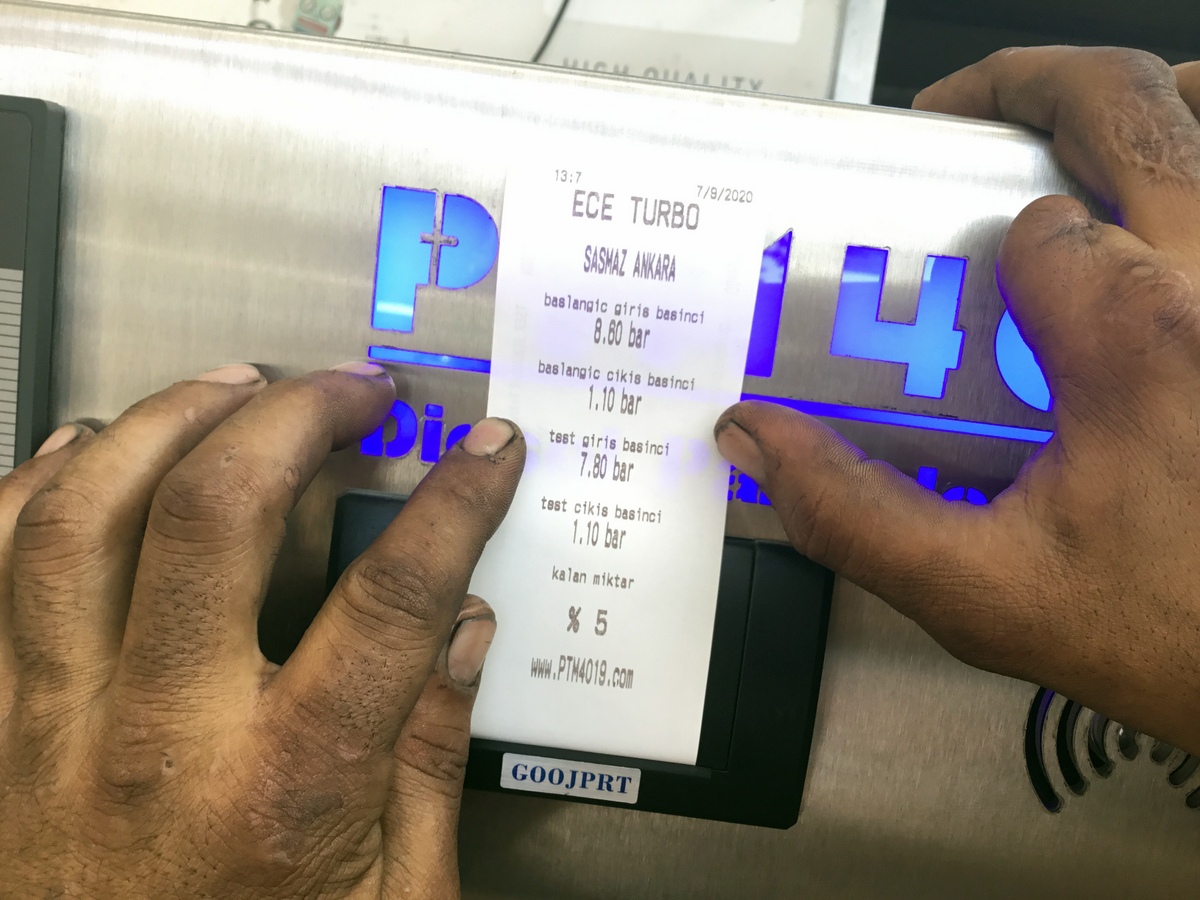 HIGH QUALITY
13:7 7/9/2020
ECE TURBO
SASMAZ ANKARA
baslangic giris basinci
8.60 bar
baslangic cikis basinci
1.10 bar
test giris basinci
7.80 bar
test cikis basinci
1.10 bar
kalan miktar
% 5
www.PTM4019.com
GOOJPRT